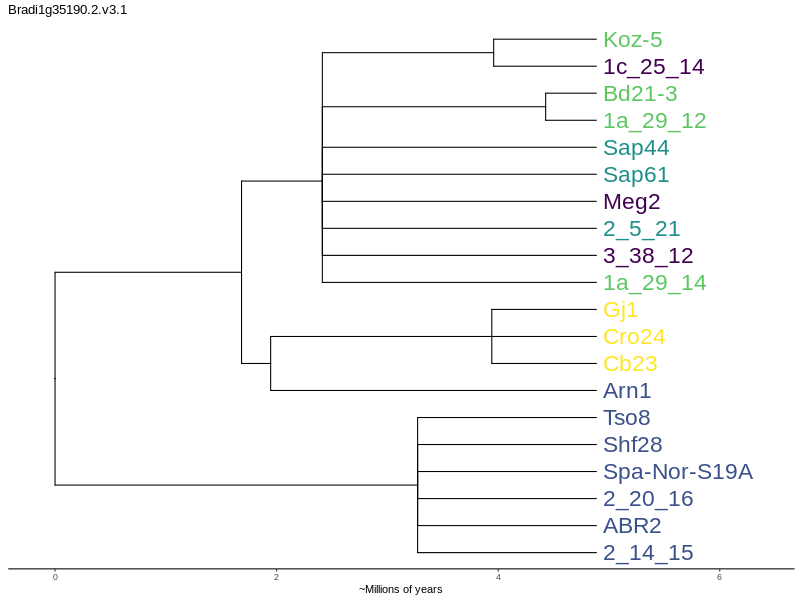 Bradi1g35190.2.v3.1
Koz-5
1c_25_14
Bd21-3
1a_29_12
Sap44
Sap61
Meg2
2_5_21
3_38_12
1a_29_14
Gj1
Cro24
Cb23
Arn1
Tso8
Shf28
Spa-Nor-S19A
2_20_16
ABR2
2_14_15
0 2 4 6
~Millions of years